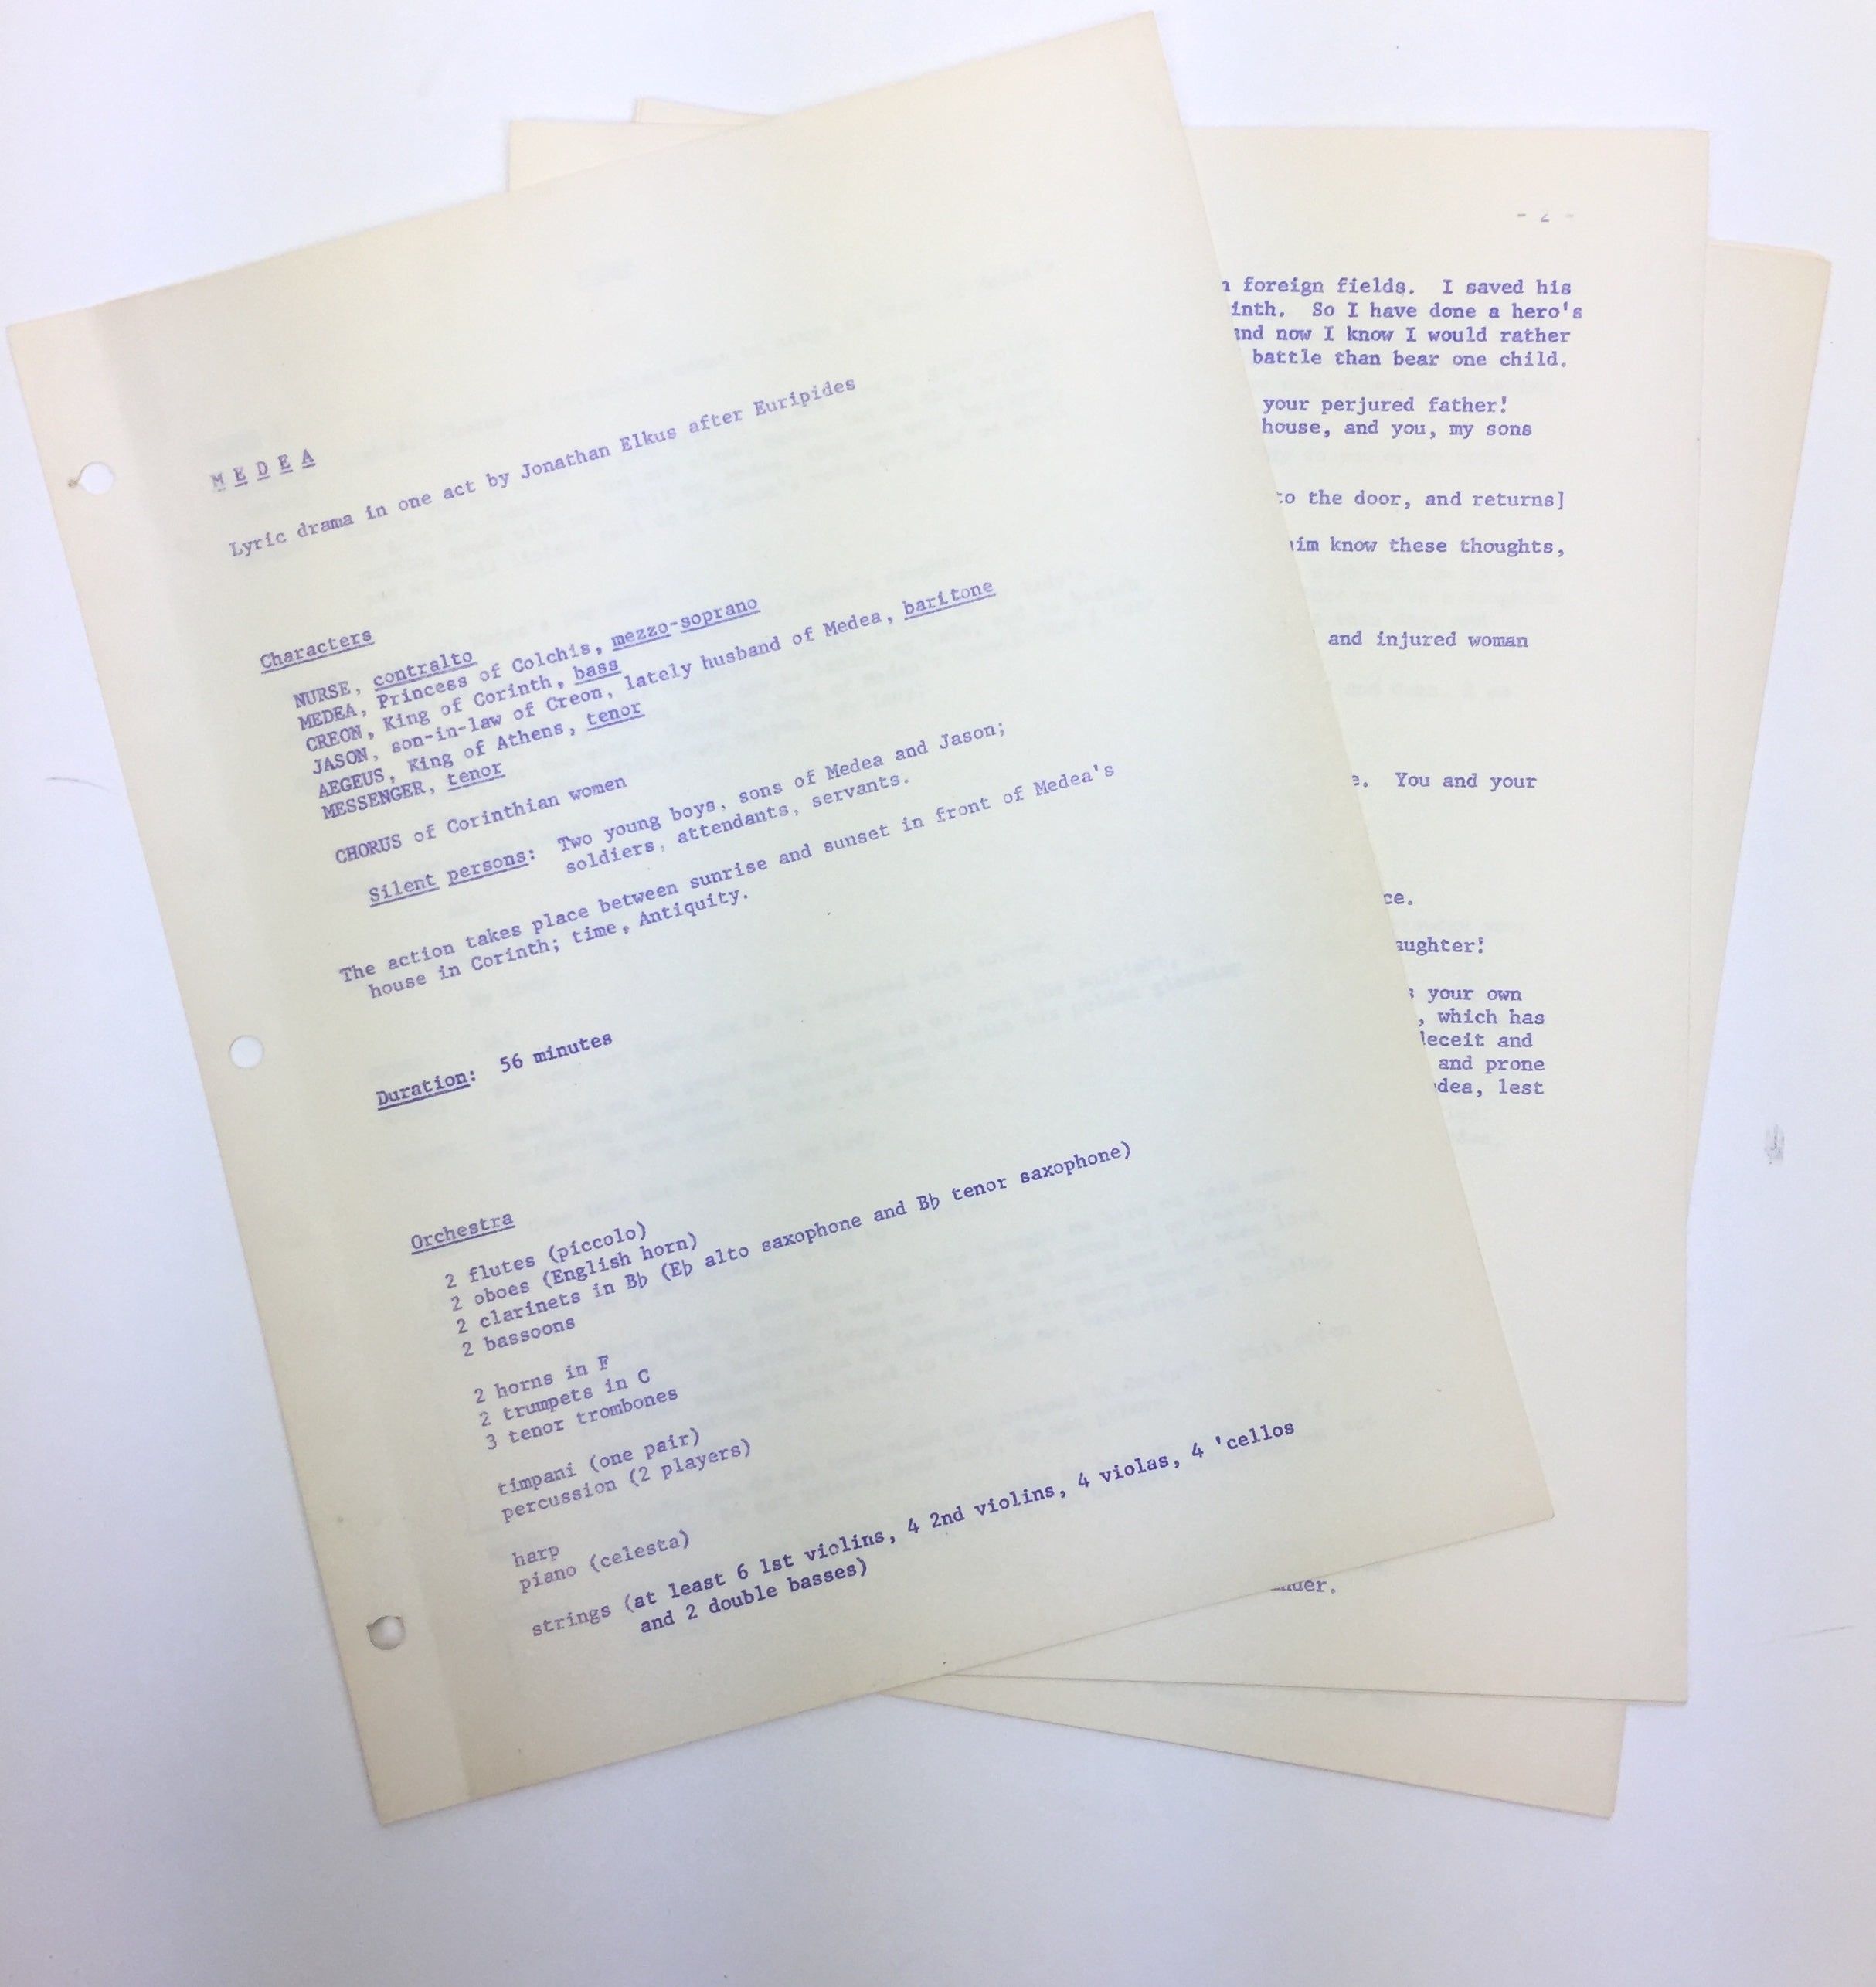 M E D E A
Lyric drama in one act by Jonathan Elkus after Euripides
Characters
NURSE, contralto
MEDEA, Princess of Colchis, mezzo-soprano
CREON, King of Corinth, bass
JASON, son-in-law of Creon, lately husband of Medea, baritone
AEGEUS, King of Athens, tenor
MESSENGER, tenor
CHORUS of Corinthian women
Silent persons: Two young boys, sons of Medea and Jason;
soldiers, attendants, servants.
The action takes place between sunrise and sunset in front of Medea's
house in Corinth; time, Antiquity.
Duration: 56 minutes
Orchestra
2 flutes (piccolo)
2 oboes (English horn)
2 clarinets in B♭ (E♭ alto saxophone and B♭ tenor saxophone)
2 bassoons
2 horns in F
2 trumpets in C
3 tenor trombones
timpani (one pair)
percussion (2 players)
harp
piano (celesta)
strings (at least 6 1st violins, 4 2nd violins, 4 violas, 4 'cellos
and 2 double basses)
- 2 -
foreign fields. I saved his
inth. So I have done a hero's
and now I know I would rather
battle than bear one child.
your perjured father!
house, and you, my sons
to the door, and returns]
him know these thoughts,
and injured woman
e. You and your
ce.
aughter!
your own
, which has
deceit and
and prone
dea, lest